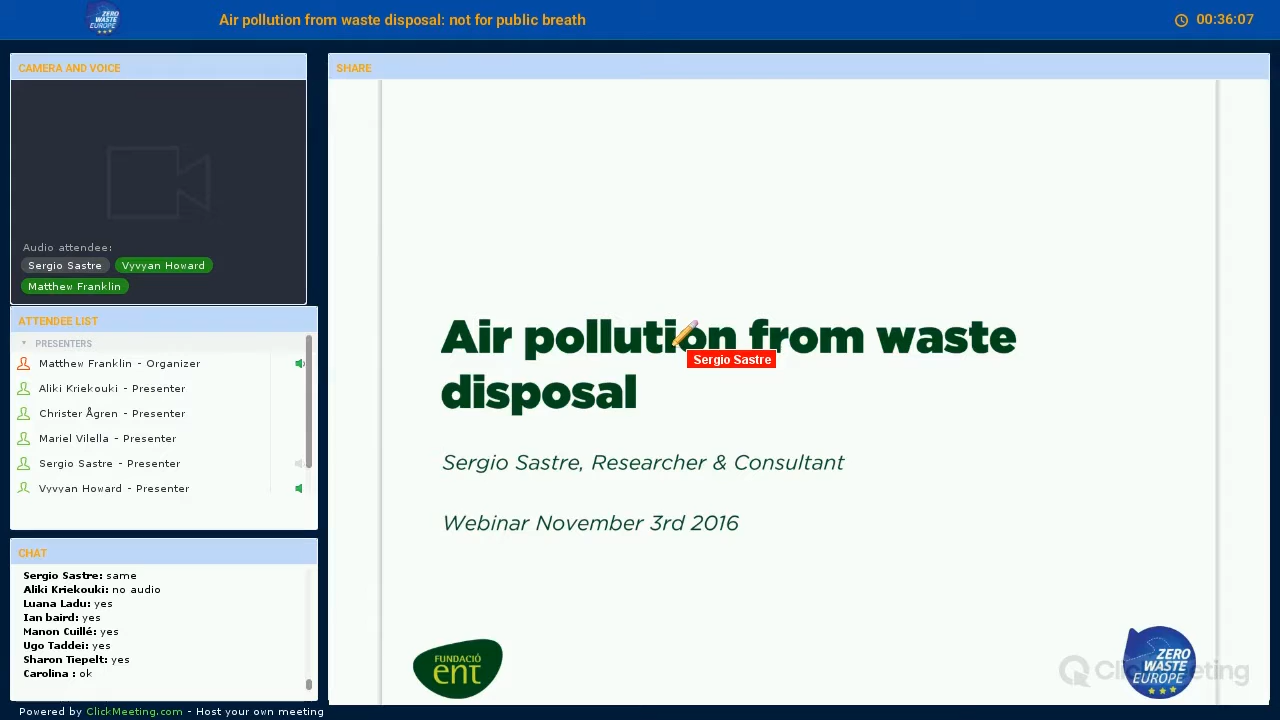 ZERO WASTE EUROPE
Air pollution from waste disposal: not for public breath
00:36:07
CAMERA AND VOICE
Audio attendee:
Sergio Sastre
Vyvyan Howard
Matthew Franklin
ATTENDEE LIST
PRESENTERS
Matthew Franklin - Organizer
Aliki Kriekouki - Presenter
Christer Ågren - Presenter
Mariel Vilella - Presenter
Sergio Sastre - Presenter
Vyvyan Howard - Presenter
CHAT
Sergio Sastre: same
Aliki Kriekouki: no audio
Luana Ladu: yes
Ian baird: yes
Manon Cuillé: yes
Ugo Taddei: yes
Sharon Tiepelt: yes
Carolina : ok
Powered by ClickMeeting.com - Host your own meeting
SHARE
Air pollution from waste
Sergio Sastre
disposal
Sergio Sastre, Researcher & Consultant
Webinar November 3rd 2016
FUNDACIÓ
ent
ZERO
WASTE
EUROPE
ClickMeeting